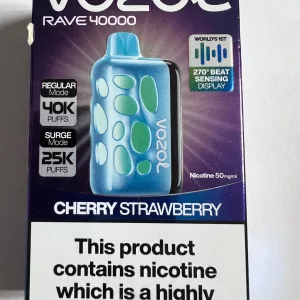 VOZOL
RAVE 40000
WORLD'S 1ST
270° BEAT
SENSING
DISPLAY
REGULAR
Mode
40K
PUFFS
SURGE
Mode
25K
PUFFS
VOZOL
Nicotine 50mg/ml
CHERRY STRAWBERRY
This product
contains nicotine
which is a highly